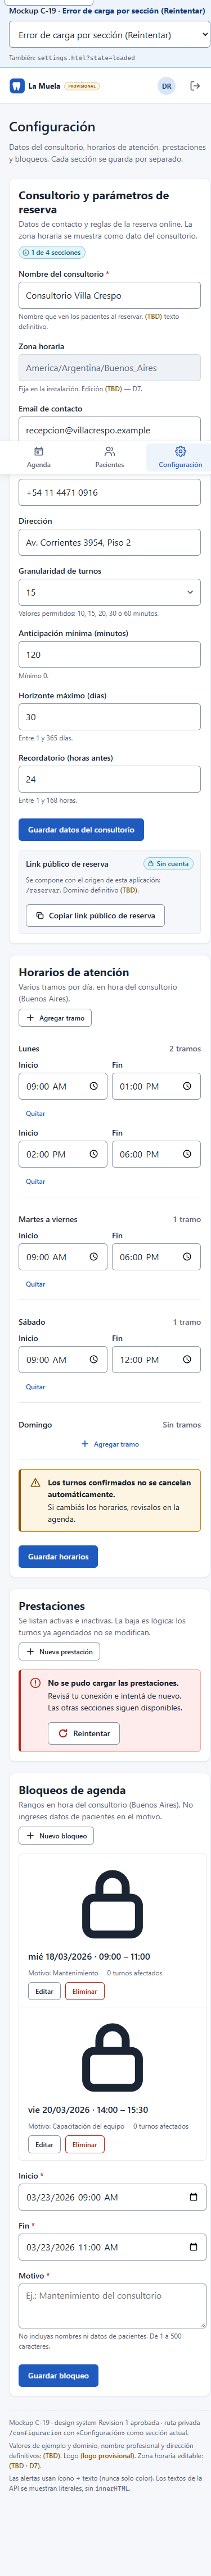 Mockup C-19 · Error de carga por sección (Reintentar)
Error de carga por sección (Reintentar)
También: settings.html?state=loaded
La Muela
PROVISIONAL
DR
Configuración
Datos del consultorio, horarios de atención, prestaciones
y bloqueos. Cada sección se guarda por separado.
Consultorio y parámetros de
reserva
Datos de contacto y reglas de la reserva online. La
zona horaria se muestra como dato del consultorio.
1 de 4 secciones
Nombre del consultorio *
Consultorio Villa Crespo
Nombre que ven los pacientes al reservar. (TBD) texto
definitivo.
Zona horaria
America/Argentina/Buenos_Aires
Fija en la instalación. Edición (TBD) — D7.
Email de contacto
recepcion@villacrespo.example
Agenda
Pacientes
Configuración
+54 11 4471 0916
Dirección
Av. Corrientes 3954, Piso 2
Granularidad de turnos
15
Valores permitidos: 10, 15, 20, 30 o 60 minutos.
Anticipación mínima (minutos)
120
Mínimo 0.
Horizonte máximo (días)
30
Entre 1 y 365 días.
Recordatorio (horas antes)
24
Entre 1 y 168 horas.
Guardar datos del consultorio
Link público de reserva
Sin cuenta
Se compone con el origen de esta aplicación:
/reservar. Dominio definitivo (TBD).
Copiar link público de reserva
Horarios de atención
Varios tramos por día, en hora del consultorio
(Buenos Aires).
Agregar tramo
Lunes 2 tramos
Inicio Fin
09:00 AM 01:00 PM
Quitar
Inicio Fin
02:00 PM 06:00 PM
Quitar
Martes a viernes 1 tramo
Inicio Fin
09:00 AM 06:00 PM
Quitar
Sábado 1 tramo
Inicio Fin
09:00 AM 12:00 PM
Quitar
Domingo Sin tramos
Agregar tramo
Los turnos confirmados no se cancelan
automáticamente.
Si cambiás los horarios, revisalos en la
agenda.
Guardar horarios
Prestaciones
Se listan activas e inactivas. La baja es lógica: los
turnos ya agendados no se modifican.
Nueva prestación
No se pudo cargar las prestaciones.
Revisá tu conexión e intentá de nuevo.
Las otras secciones siguen disponibles.
Reintentar
Bloqueos de agenda
Rangos en hora del consultorio (Buenos Aires). No
ingreses datos de pacientes en el motivo.
Nuevo bloqueo
mié 18/03/2026 · 09:00 – 11:00
Motivo: Mantenimiento · 0 turnos afectados
Editar Eliminar
vie 20/03/2026 · 14:00 – 15:30
Motivo: Capacitación del equipo · 0 turnos afectados
Editar Eliminar
Inicio *
03/23/2026 09:00 AM
Fin *
03/23/2026 11:00 AM
Motivo *
Ej.: Mantenimiento del consultorio
No incluyas nombres ni datos de pacientes. De 1 a 500
caracteres.
Guardar bloqueo
Mockup C-19 · design system Revision 1 aprobada · ruta privada
/configuracion con «Configuración» como sección actual.
Valores de ejemplo y dominio, nombre profesional y dirección
definitivos: (TBD). Logo (logo provisional). Zona horaria editable:
(TBD · D7).
Las alertas usan ícono + texto (nunca solo color). Los textos de la
API se muestran literales, sin innerHTML.